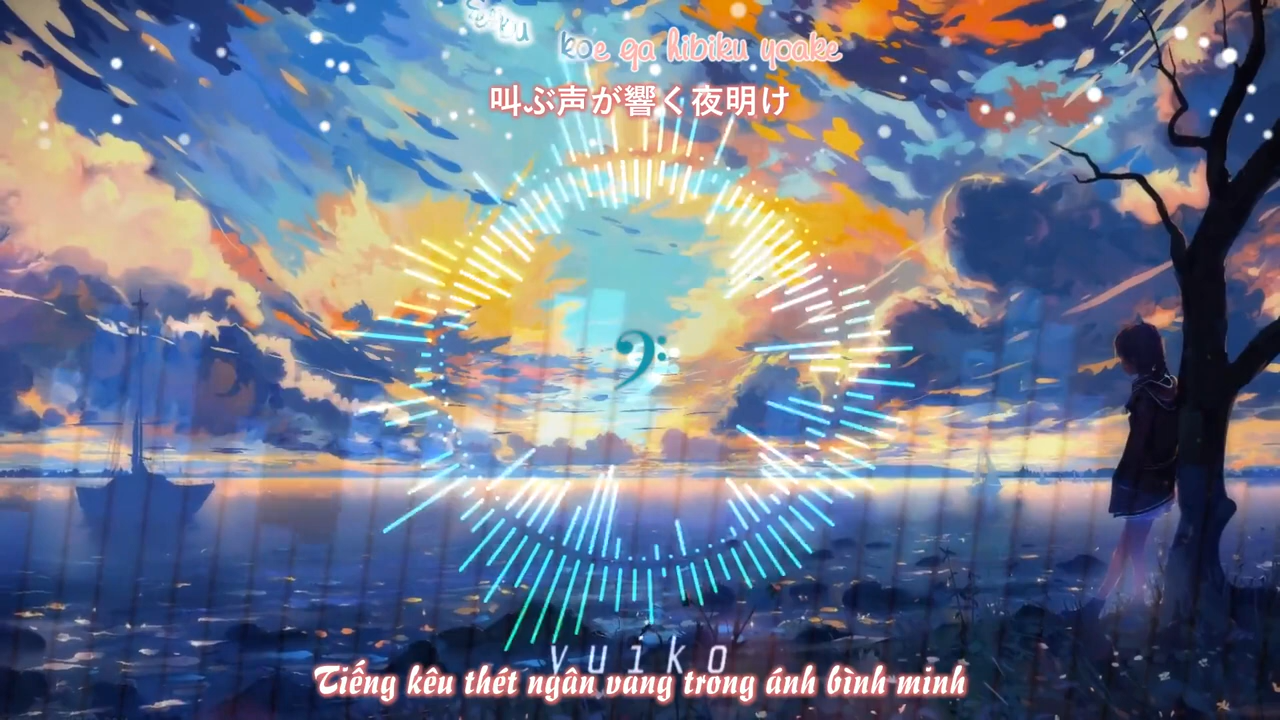 koe ga hibiku yoake
叫ぶ声が響く夜明け
yuiko
Tiếng kêu thét ngân vang trong ánh bình minh